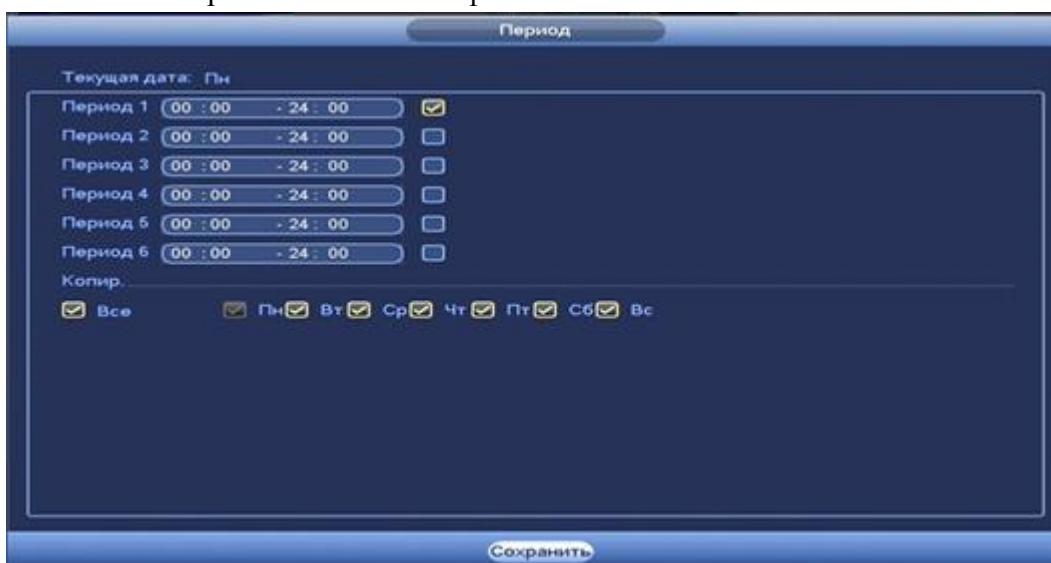 Период
Текущая дата: Пн
Период 1 00 : 00 - 24 : 00
Период 2 00 : 00 - 24 : 00
Период 3 00 : 00 - 24 : 00
Период 4 00 : 00 - 24 : 00
Период 5 00 : 00 - 24 : 00
Период 6 00 : 00 - 24 : 00
Копир.
Все Пн Вт Ср Чт Пт Сб Вс
Сохранить